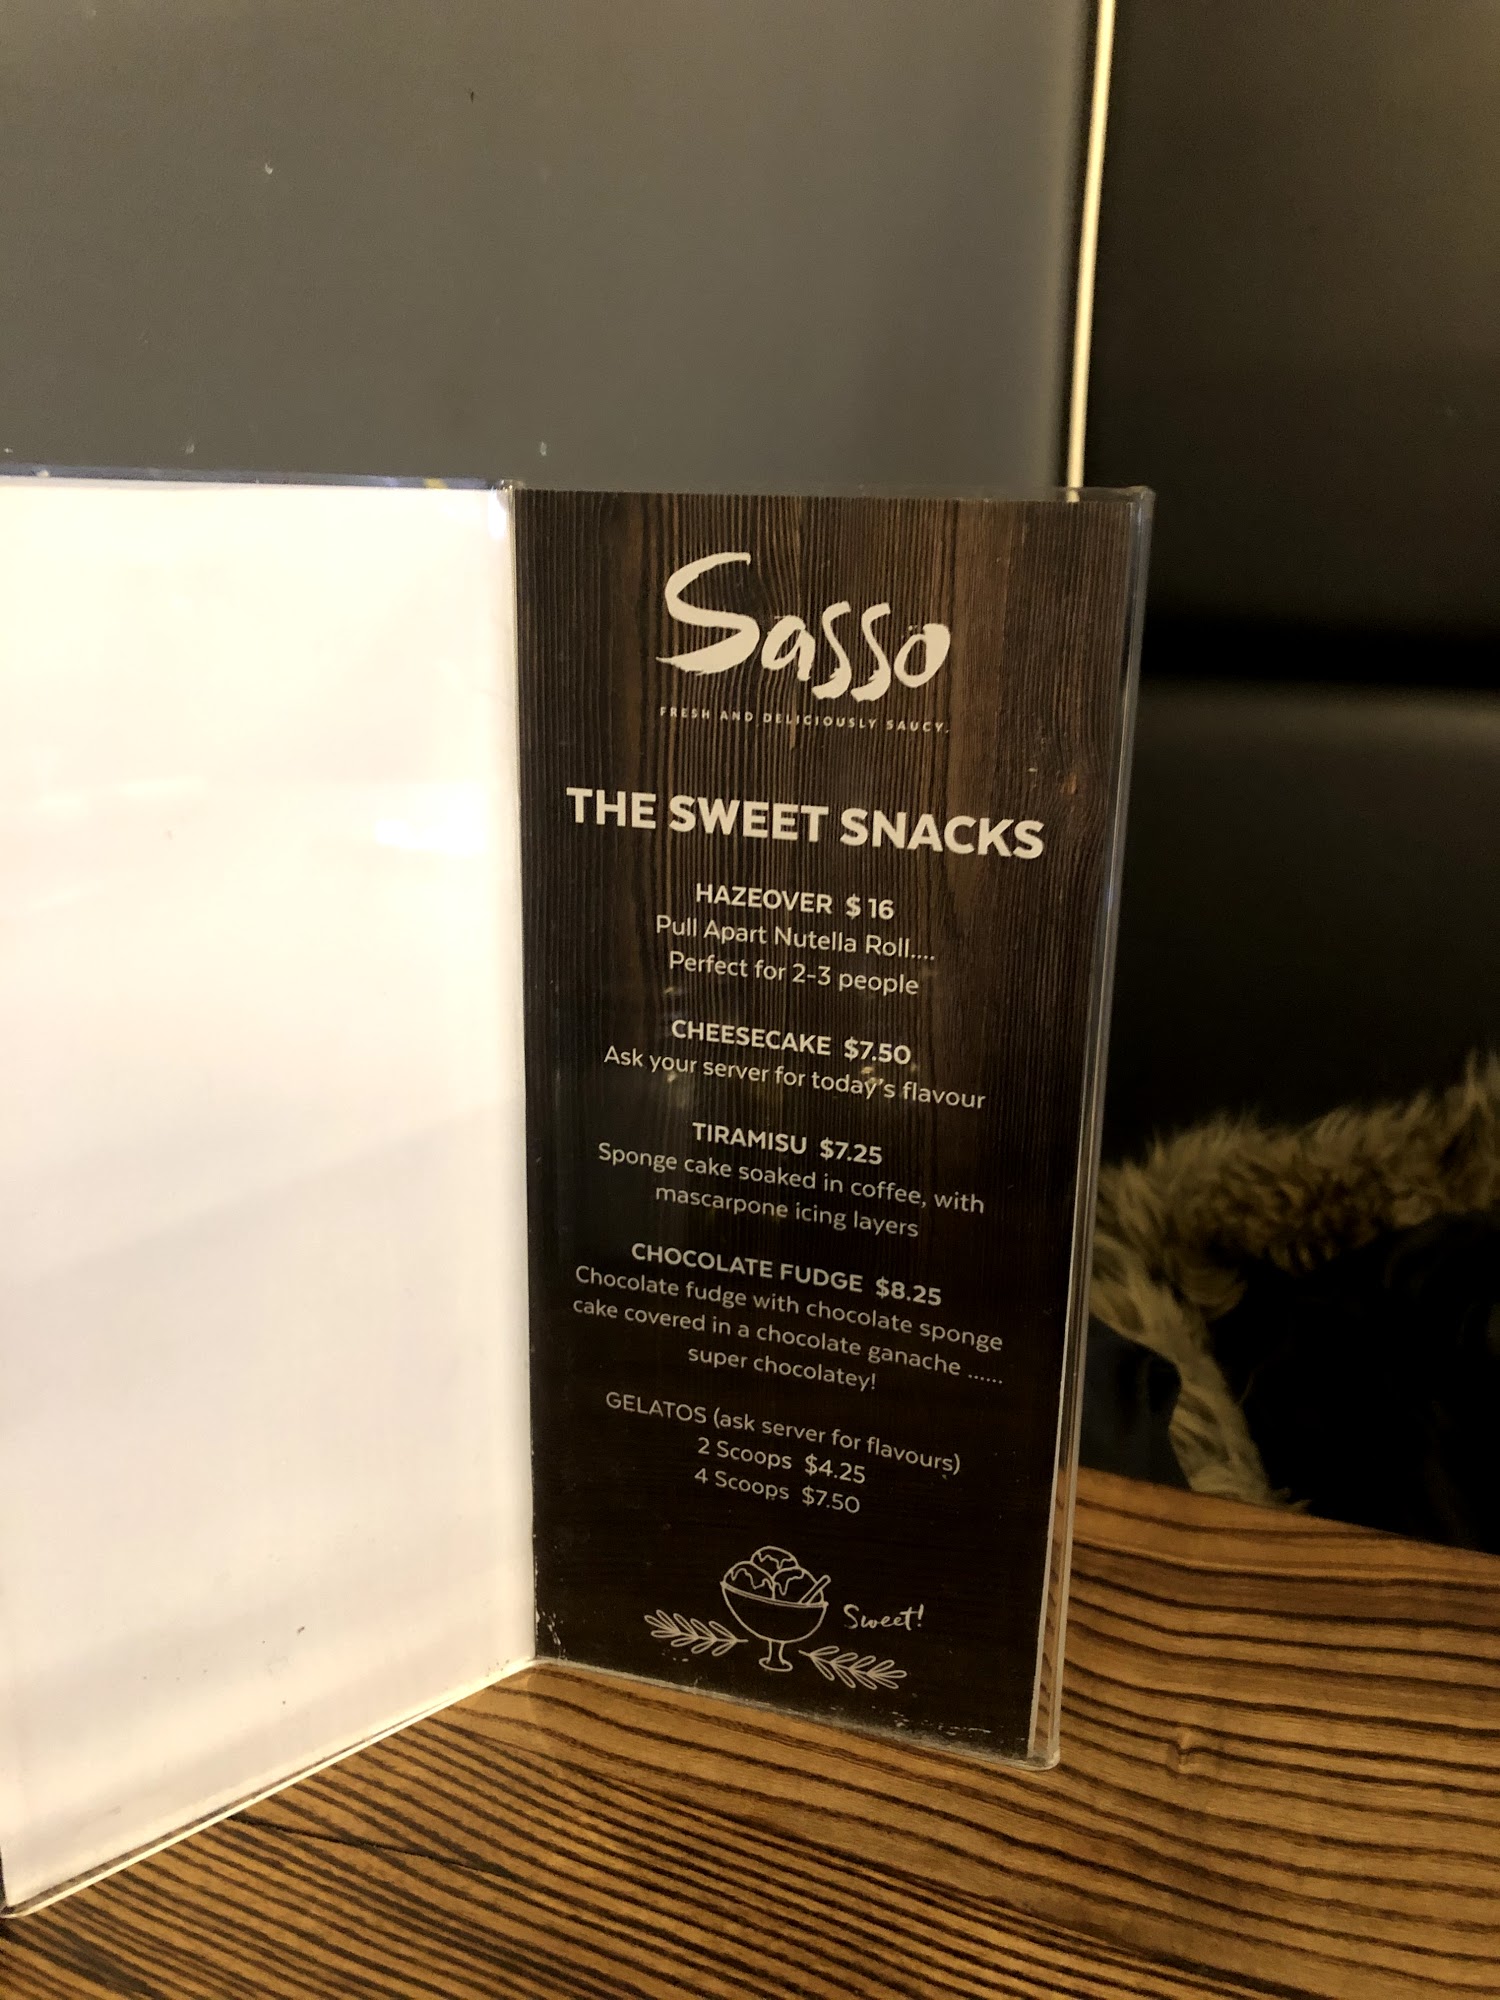 Sasso
FRESH AND DELICIOUSLY SAUCY.
THE SWEET SNACKS
HAZEOVER $16
Pull Apart Nutella Roll....
Perfect for 2-3 people
CHEESECAKE $7.50
Ask your server for today's flavour
TIRAMISU $7.25
Sponge cake soaked in coffee, with
mascarpone icing layers
CHOCOLATE FUDGE $8.25
Chocolate fudge with chocolate sponge
cake covered in a chocolate ganache ......
super chocolatey!
GELATOS (ask server for flavours)
2 Scoops $4.25
4 Scoops $7.50
Sweet!